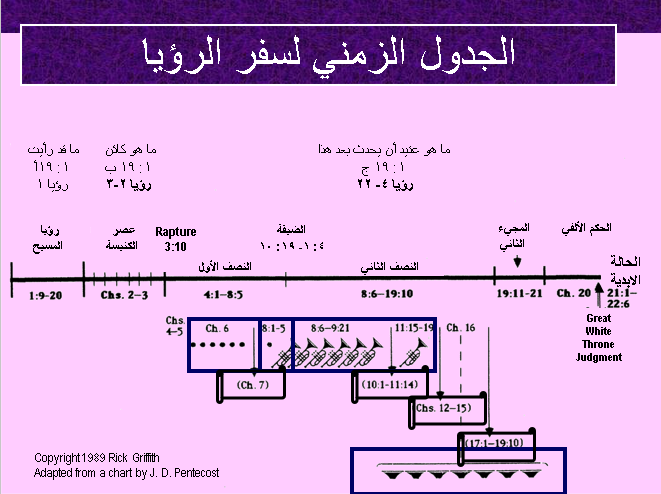 الجدول الزمني لسفر الرؤيا
ما قد رأيت
١ : ١٩أ
رؤيا ١
ما هو كائن
١ : ١٩ ب
رؤيا ٢-٣
ما هو عتيد أن يحدث بعد هذا
١ : ١٩ ج
رؤيا ٤- ٢٢
رؤيا
المسيح
عصر
الكنيسة
Rapture
3:10
الضيقة
٤ : ١- ١٩ : ١٠
المجيء
الثاني
الحكم الألفي
الحالة
الابدية
النصف الأول
النصف الثاني
1:9-20
Chs. 2–3
4:1–8:5
8:6–19:10
19:11-21
Ch. 20
21:1–
22:6
Great
White
Throne
Judgment
Chs.
4–5
Ch. 6
8:1-5
8:6–9:21
11:15-19
Ch. 16
(Ch. 7)
(10:1-11:14)
Chs. 12–15)
(17:1–19:10)
Copyright 1989 Rick Griffith
Adapted from a chart by J. D. Pentecost